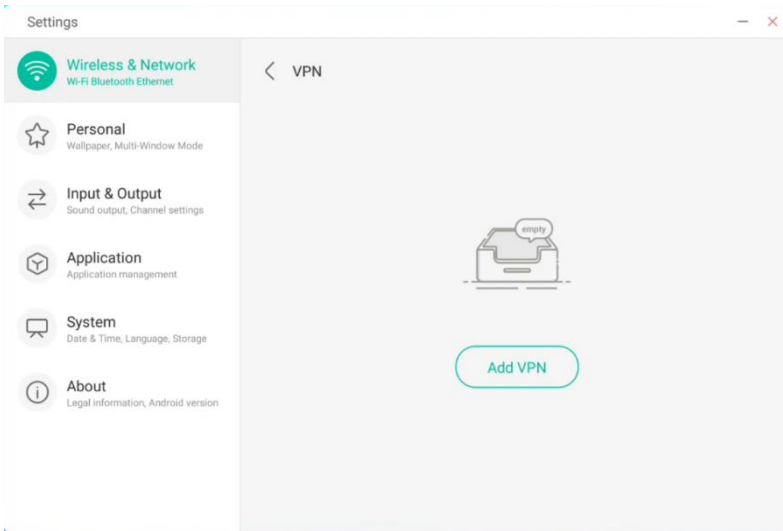 Settings
Wireless & Network
Wi-Fi Bluetooth Ethernet
Personal
Wallpaper, Multi-Window Mode
Input & Output
Sound output, Channel settings
Application
Application management
System
Date & Time, Language, Storage
About
Legal information, Android version
VPN
empty
Add VPN